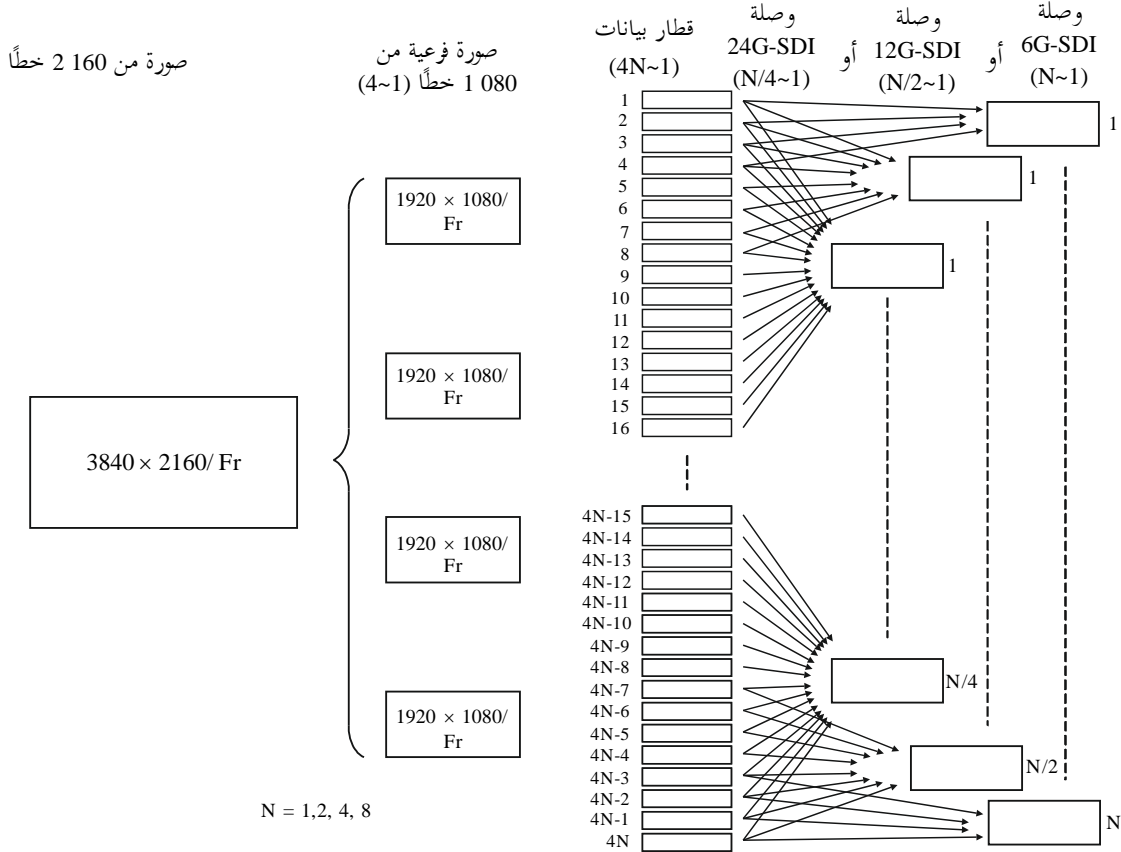 صورة من 160 2 خطًا
صورة فرعية من
080 1 خطًا (1~4)
قطار بيانات
(1~4N)
وصلة
24G-SDI
(1~N/4)
أو
وصلة
12G-SDI
(1~N/2)
أو
وصلة
6G-SDI
(1~N)
3840 × 2160/ Fr
1920 × 1080/
Fr
1920 × 1080/
Fr
1920 × 1080/
Fr
1920 × 1080/
Fr
N = 1,2, 4, 8
1
2
3
4
5
6
7
8
9
10
11
12
13
14
15
16
4N-15
4N-14
4N-13
4N-12
4N-11
4N-10
4N-9
4N-8
4N-7
4N-6
4N-5
4N-4
4N-3
4N-2
4N-1
4N
1
1
1
N/4
N/2
N